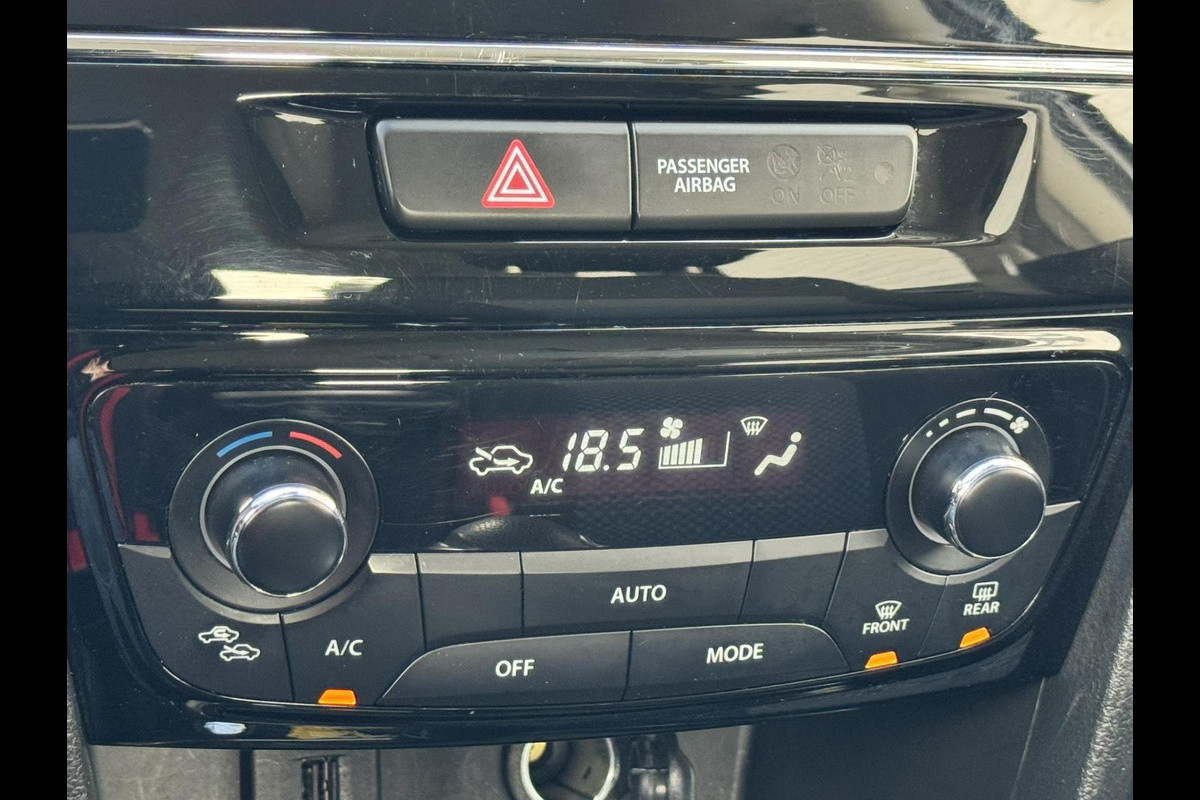 PASSENGER
AIRBAG
ON OFF
18.5
A/C
AUTO
A/C
OFF
MODE
FRONT
REAR